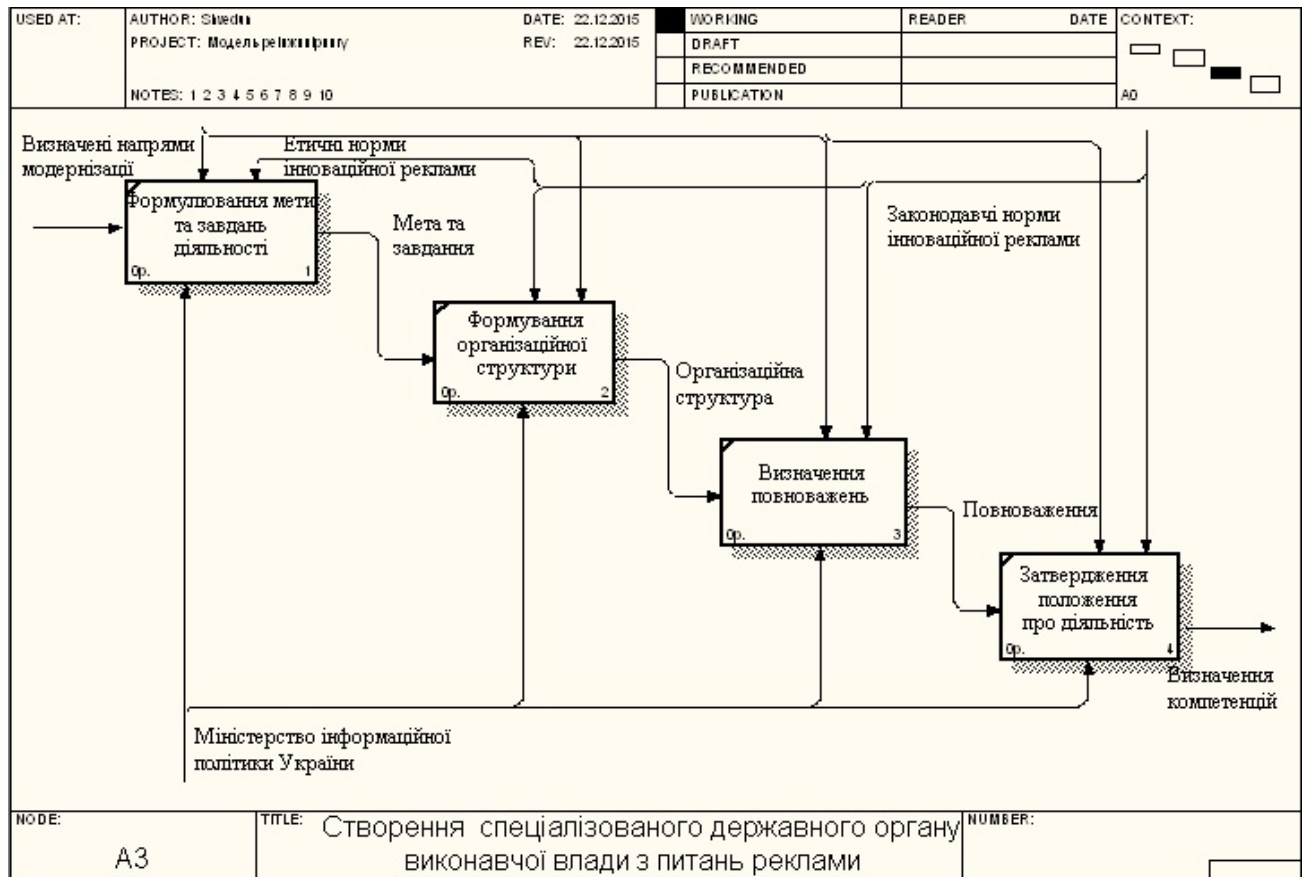 USED AT:
AUTHOR: Shvedun
DATE: 22.12.2015
WORKING
READER
DATE
CONTEXT:
PROJECT: Модель реінжинірингу
REV: 22.12.2015
DRAFT
RECOMMENDED
NOTES: 1 2 3 4 5 6 7 8 9 10
PUBLICATION
A0
Визначені напрями
модернізації
Етичні норми
інноваційної реклами
Формулювання мети
та завдань
діяльності
0р.
1
Мета та
завдання
Законодавчі норми
інноваційної реклами
Формування
організаційної
структури
0р.
2
Організаційна
структура
Визначення
повноважень
0р.
3
Повноваження
Затвердження
положення
про діяльність
0р.
4
Визначення
компетенцій
Міністерство інформаційної
політики України
NODE:
A3
TITLE:
Створення спеціалізованого державного органу
виконавчої влади з питань реклами
NUMBER: